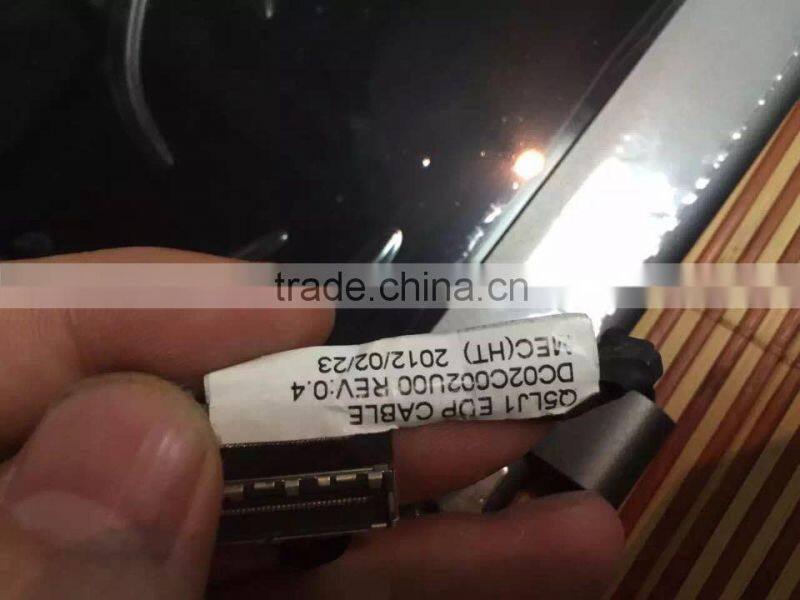 trade.china.cn
Q5LJ1 EDP CABLE
DC02C002U00 REV:0.4
MEC(HT) 2012/02/23